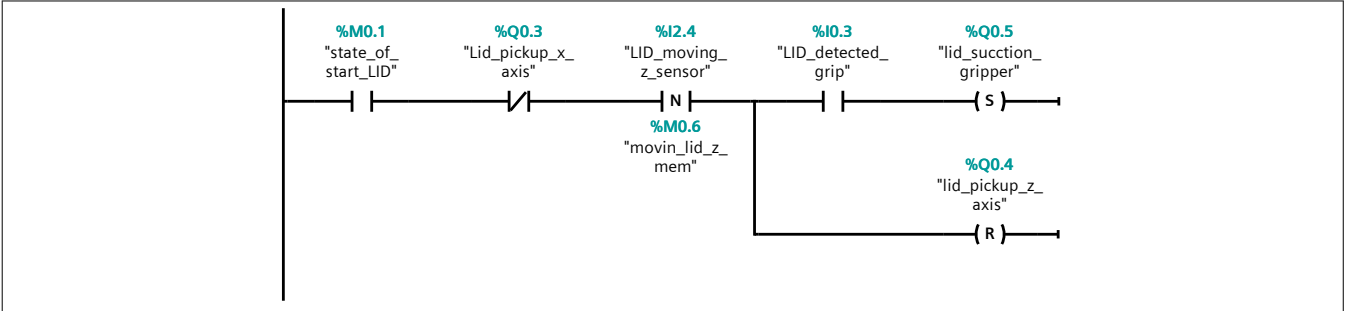 %M0.1
"state_of_
start_LID"
%Q0.3
"Lid_pickup_x_
axis"
%I2.4
"LID_moving_
z_sensor"
N
%M0.6
"movin_lid_z_
mem"
%I0.3
"LID_detected_
grip"
%Q0.5
"lid_sucction_
gripper"
S
%Q0.4
"lid_pickup_z_
axis"
R